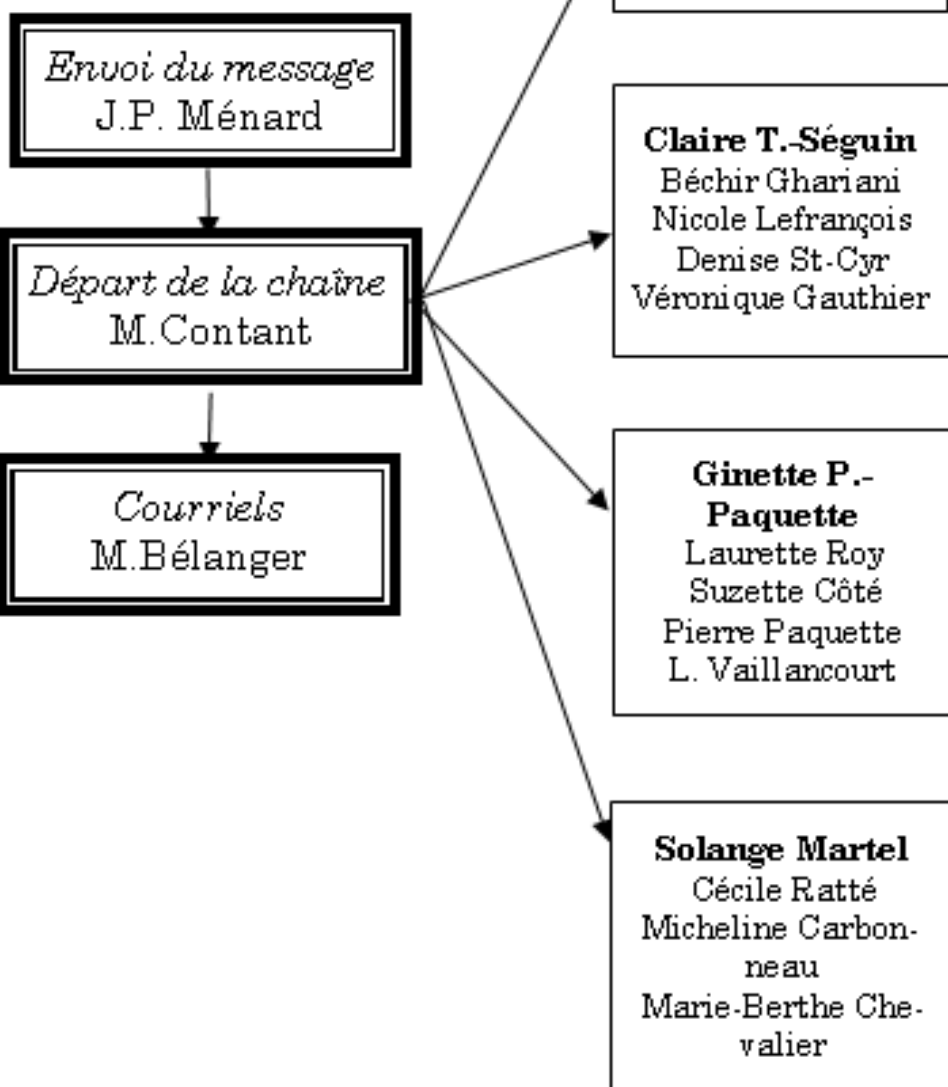 Envoi du message
J.P. Ménard
Départ de la chaîne
M.Contant
Courriels
M.Bélanger
Claire T.-Séguin
Béchir Ghariani
Nicole Lefrançois
Denise St-Cyr
Véronique Gauthier
Ginette P.-
Paquette
Laurette Roy
Suzette Côté
Pierre Paquette
L. Vaillancourt
Solange Martel
Cécile Ratté
Micheline Carbon-
neau
Marie-Berthe Che-
valier